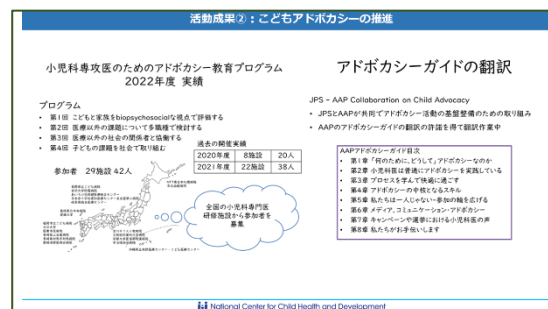 活動成果②：こどもアドボカシーの推進
小児科専攻医のためのアドボカシー教育プログラム
2022年度 実績
プログラム
• 第1回 こどもと家族をbiopsychosocialな視点で評価する
• 第2回 医療以外の課題について多職種で検討する
• 第3回 医療以外の社会の関係者と協働する
• 第4回 子どもの課題を社会で取り組む
過去の開催実績
2020年度 8施設 20人
2021年度 22施設 38人
参加者 29施設 42人
全国の小児科専門医
研修施設から参加者を
募集
アドボカシーガイドの翻訳
JPS – AAP Collaboration on Child Advocacy
• JPSとAAPが共同でアドボカシー活動の基盤整備のための取り組み
• AAPのアドボカシーガイドの翻訳の許諾を得て翻訳作業中
AAPアドボカシーガイド目次
• 第1章「何のために、どうして」アドボカシーなのか
• 第2章 小児科医は普通にアドボカシーを実践している
• 第3章 プロセスを学んで快適に過ごす
• 第4章 アドボカシーの中核となるスキル
• 第5章 私たちは一人じゃない-参加の輪を広げる
• 第6章 メディア、コミュニケーション・アドボカシー
• 第7章 キャンペーンや選挙における小児科医の声
• 第8章 私たちがお手伝いします
National Center for Child Health and Development